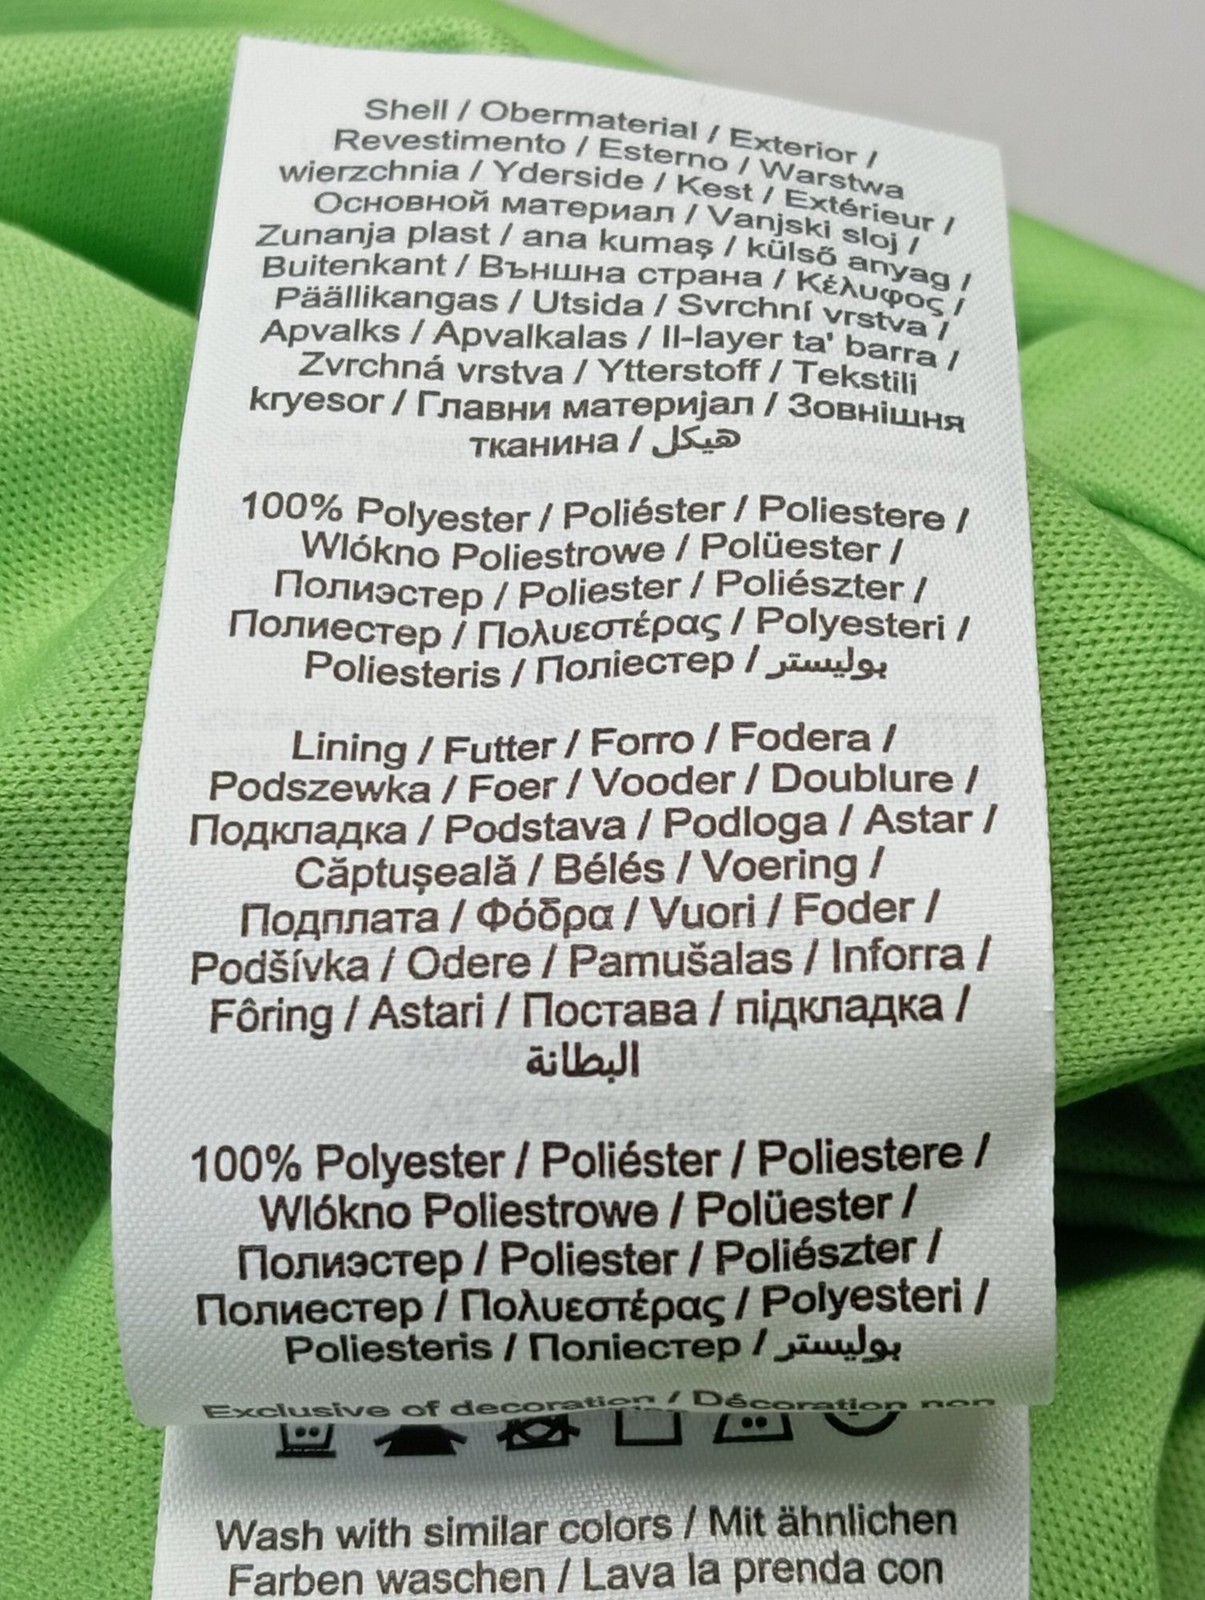 Shell / Obermaterial / Exterior /
Revestimento / Esterno / Warstwa
wierzchnia / Yderside / Kest / Extérieur /
Основной материал / Vanjski sloj /
Zunanja plast / ana kumaş / külső anyag /
Buitenkant / Външна страна / Κέλυφος /
Päällikangas / Utsida / Svrchní vrstva /
Apvalks / Apvalkalas / Il-layer ta' barra /
Zvrchná vrstva / Ytterstoff / Tekstili
kryesor / Главни материјал / Зовнішня
тканина / هيكل
100% Polyester / Poliéster / Poliestere /
Wlókno Poliestrowe / Polüester /
Полиэстер / Poliester / Poliészter /
Полиестер / Πολυεστέρας / Polyesteri /
Poliesteris / Поліестер / بوليستر
Lining / Futter / Forro / Fodera /
Podszewka / Foer / Vooder / Doublure /
Подкладка / Podstava / Podloga / Astar /
Căptuşeală / Bélés / Voering /
Подплата / Φόδρα / Vuori / Foder /
Podšívka / Odere / Pamušalas / Inforra /
Fôring / Astari / Постава / підкладка /
البطانة
100% Polyester / Poliéster / Poliestere /
Wlókno Poliestrowe / Polüester /
Полиэстер / Poliester / Poliészter /
Полиестер / Πολυεστέρας / Polyesteri /
Poliesteris / Поліестер / بوليستر
Exclusive of decoration / Décoration non
Wash with similar colors / Mit ähnlichen
Farben waschen / Lava la prenda con